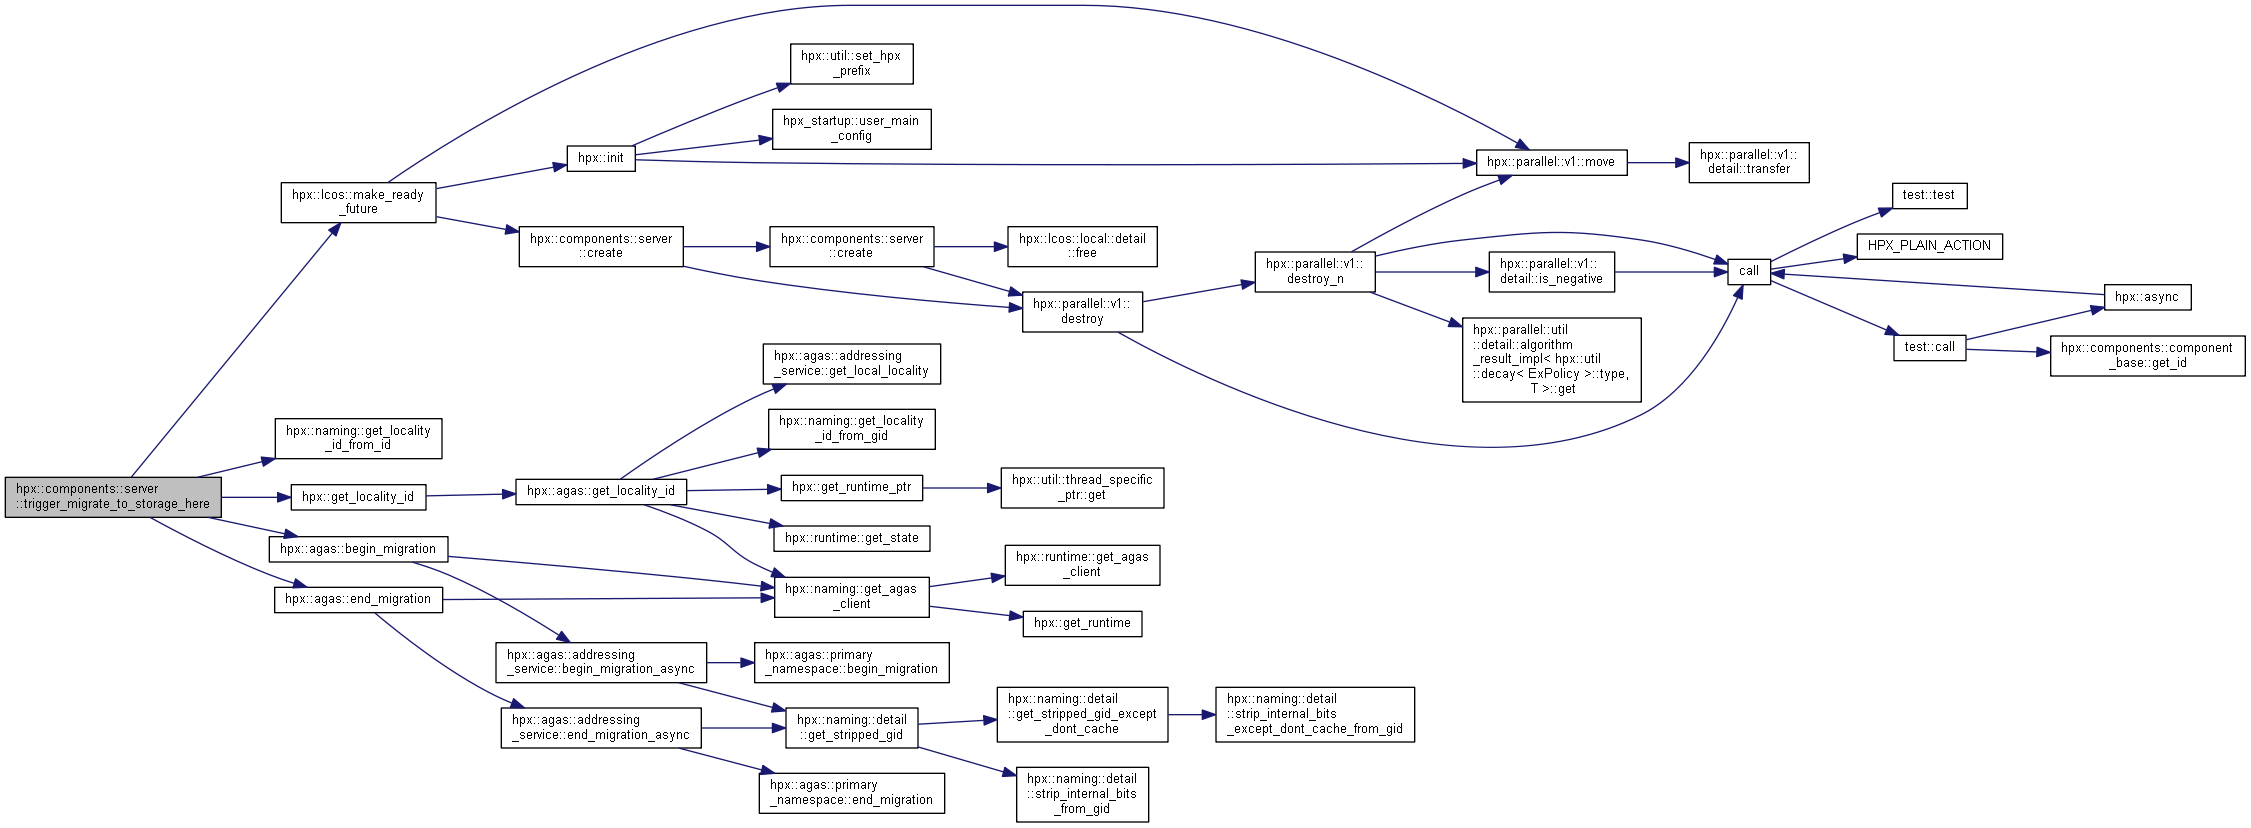 hpx::util::set_hpx
_prefix
hpx_startup::user_main
_config
hpx::init
hpx::parallel::v1::move
hpx::parallel::v1::
detail::transfer
hpx::lcos::make_ready
_future
test::test
hpx::components::server
::create
hpx::components::server
::create
hpx::lcos::local::detail
::free
HPX_PLAIN_ACTION
hpx::parallel::v1::
destroy_n
hpx::parallel::v1::
detail::is_negative
call
hpx::parallel::v1::
destroy
hpx::async
hpx::parallel::util
::detail::algorithm
_result_impl< hpx::util
::decay< ExPolicy >::type,
T >::get
test::call
hpx::components::component
_base::get_id
hpx::agas::addressing
_service::get_local_locality
hpx::naming::get_locality
_id_from_gid
hpx::naming::get_locality
_id_from_id
hpx::components::server
::trigger_migrate_to_storage_here
hpx::get_locality_id
hpx::agas::get_locality_id
hpx::get_runtime_ptr
hpx::util::thread_specific
_ptr::get
hpx::runtime::get_state
hpx::agas::begin_migration
hpx::runtime::get_agas
_client
hpx::agas::end_migration
hpx::naming::get_agas
_client
hpx::get_runtime
hpx::agas::addressing
_service::begin_migration_async
hpx::agas::primary
_namespace::begin_migration
hpx::agas::addressing
_service::end_migration_async
hpx::naming::detail
::get_stripped_gid
hpx::naming::detail
::get_stripped_gid_except
_dont_cache
hpx::naming::detail
::strip_internal_bits
_except_dont_cache_from_gid
hpx::agas::primary
_namespace::end_migration
hpx::naming::detail
::strip_internal_bits
_from_gid